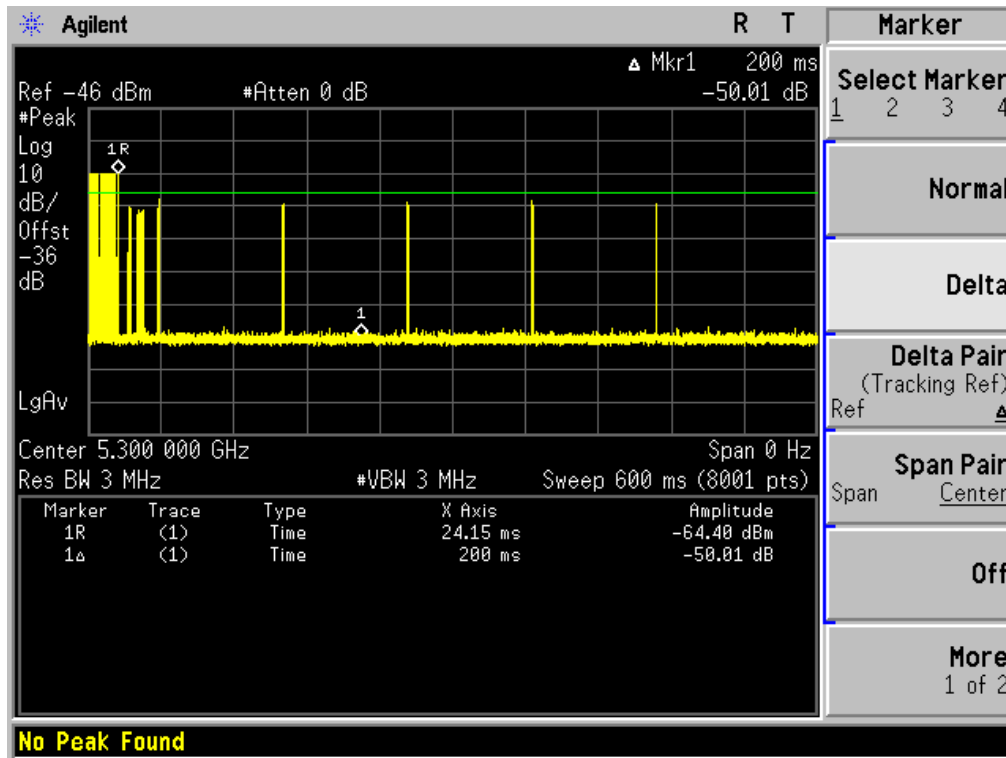 Agilent R T
Marker
△ Mkr1 200 ms
Ref -46 dBm #Atten 0 dB -50.01 dB
#Peak
Log
10
dB/
Offst
-36
dB
1R
1
LgAv
Center 5.300 000 GHz Span 0 Hz
Res BW 3 MHz #VBW 3 MHz Sweep 600 ms (8001 pts)
Marker Trace Type X Axis Amplitude
1R (1) Time 24.15 ms -64.40 dBm
1△ (1) Time 200 ms -50.01 dB
No Peak Found
Select Marker
1 2 3 4
Normal
Delta
Delta Pair
(Tracking Ref)
Ref △
Span Pair
Span Center
Off
More
1 of 2